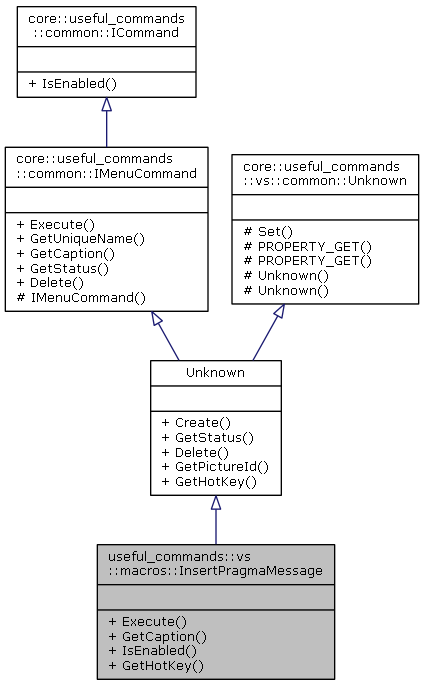 core::useful_commands
::common::ICommand
+ IsEnabled()
core::useful_commands
::common::IMenuCommand
+ Execute()
+ GetUniqueName()
+ GetCaption()
+ GetStatus()
+ Delete()
# IMenuCommand()
core::useful_commands
::vs::common::Unknown
# Set()
# PROPERTY_GET()
# PROPERTY_GET()
# Unknown()
# Unknown()
Unknown
+ Create()
+ GetStatus()
+ Delete()
+ GetPictureId()
+ GetHotKey()
useful_commands::vs
::macros::InsertPragmaMessage
+ Execute()
+ GetCaption()
+ IsEnabled()
+ GetHotKey()